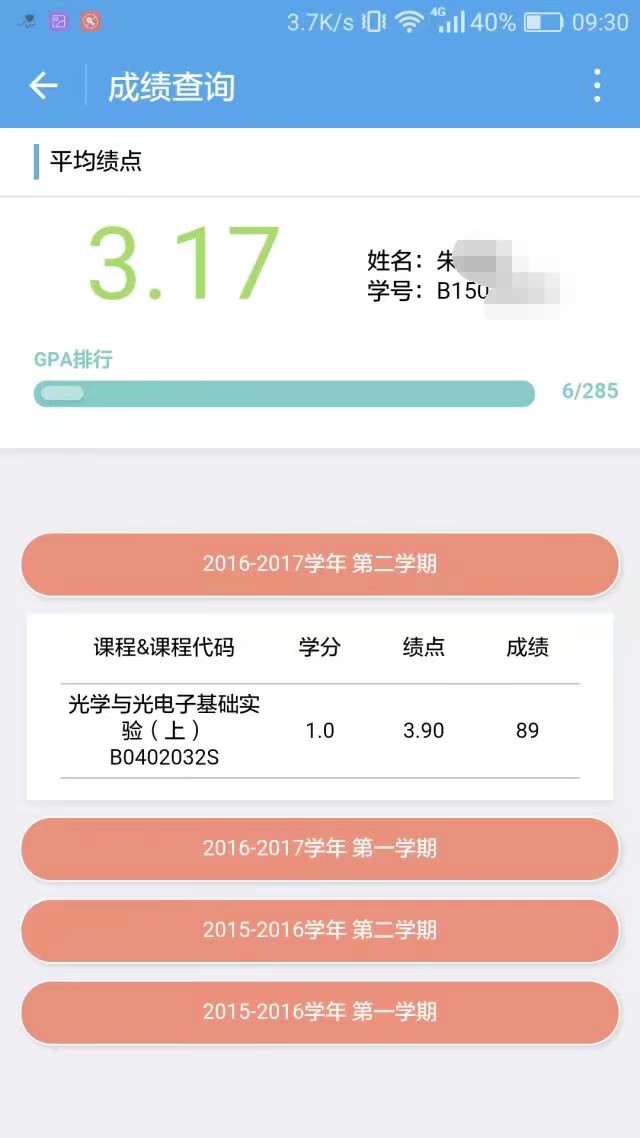 3.7K/s 4G 40% 09:30
成绩查询
平均绩点
3.17
姓名：朱
学号：B150
GPA排行
6/285
2016-2017学年 第二学期
课程&课程代码 学分 绩点 成绩
光学与光电子基础实
验（上）
B0402032S
1.0 3.90 89
2016-2017学年 第一学期
2015-2016学年 第二学期
2015-2016学年 第一学期